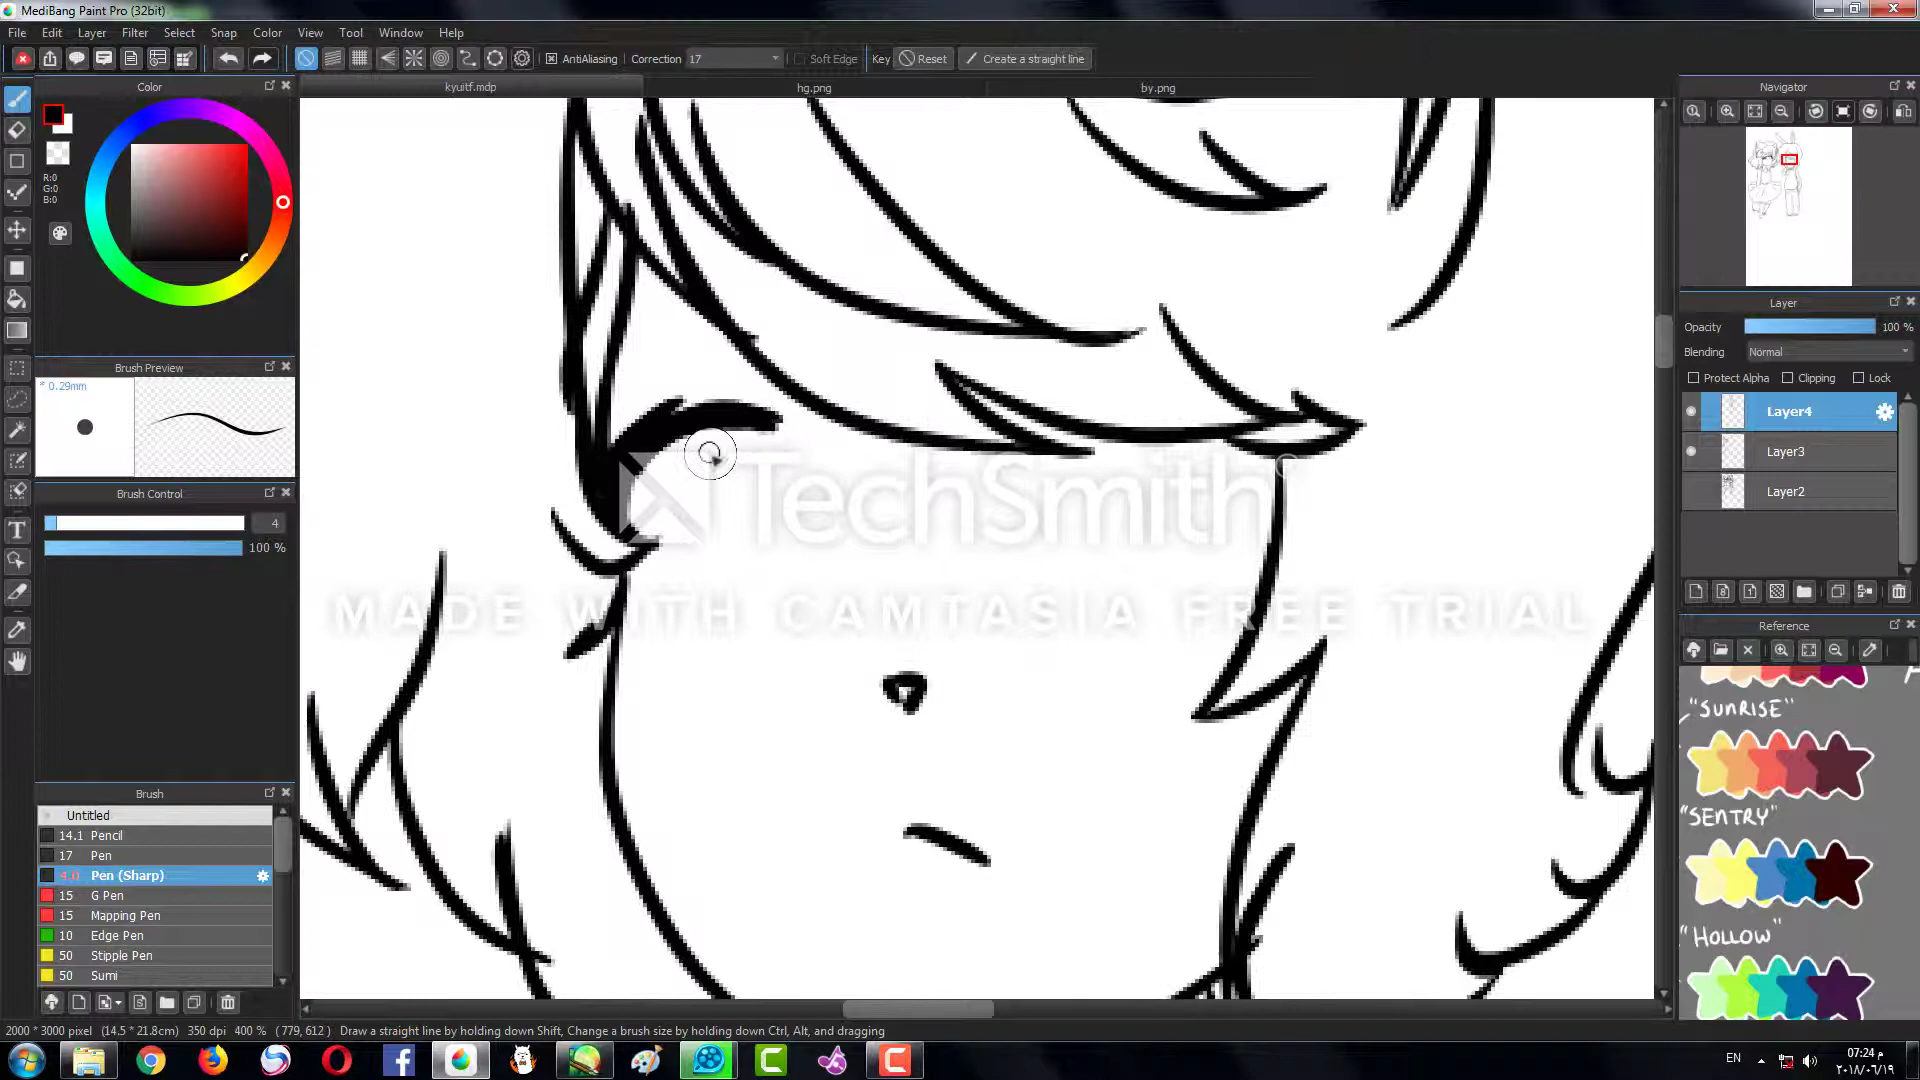 MediBang Paint Pro (32bit)
File Edit Layer Filter Select Snap Color View Tool Window Help
AntiAliasing Correction 17 Soft Edge Key Reset Create a straight line
Color
kyuitf.mdp hg.png by.png
Navigator
R:0
G:0
B:0
Layer
Opacity 100 %
Blending Normal
Protect Alpha Clipping Lock
Layer4
Layer3
Layer2
Brush Preview
* 0.29mm
Brush Control
4
100 %
TechSmith
MADE WITH CAMTASIA FREE TRIAL
Reference
"SUNRISE"
"SENTRY"
"HOLLOW"
Brush
Untitled
14.1 Pencil
17 Pen
4.0 Pen (Sharp)
15 G Pen
15 Mapping Pen
10 Edge Pen
50 Stipple Pen
50 Sumi
2000 * 3000 pixel (14.5 * 21.8cm) 350 dpi 400 % ( 779, 612 ) Draw a straight line by holding down Shift, Change a brush size by holding down Ctrl, Alt, and dragging
EN
07:24 م
٢٠١٨/٠٦/١٩